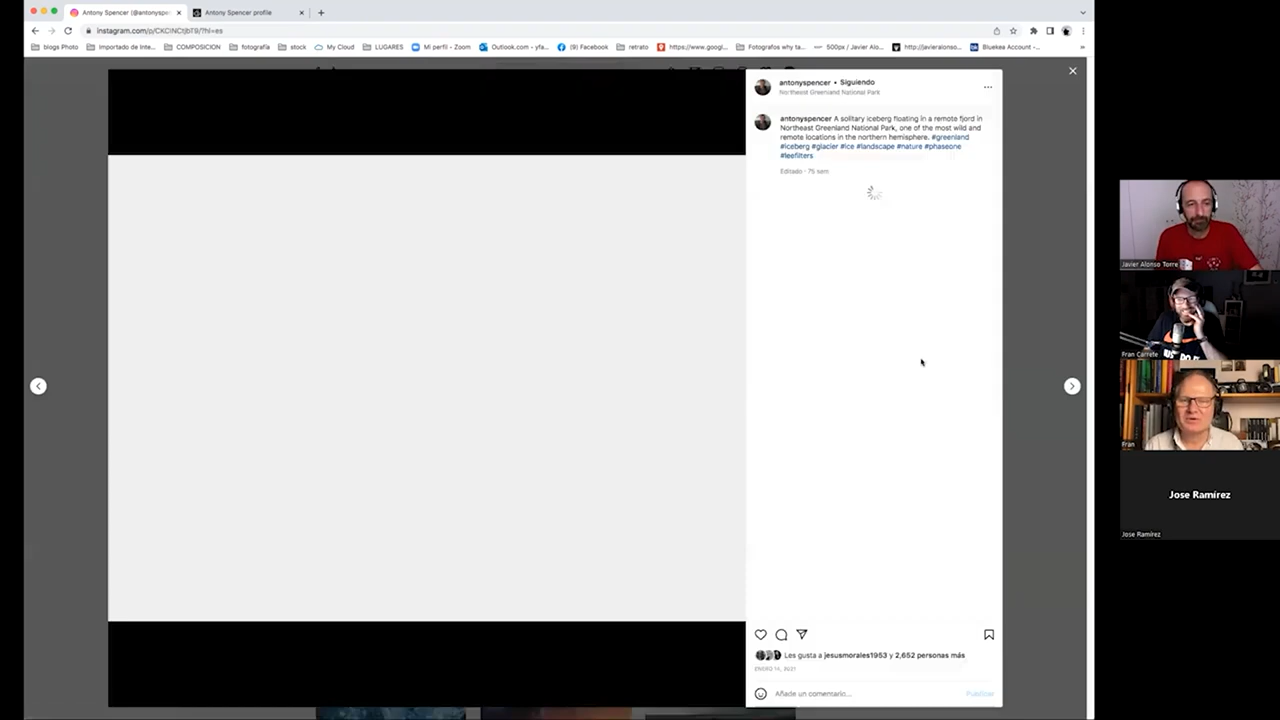 Antony Spencer (@antonyspe
Antony Spencer profile
instagram.com/p/CKCINCtjbT9/?hl=es
blogs Photo
Importado de Inte...
COMPOSICION
fotografía
stock
My Cloud
LUGARES
Mi perfil - Zoom
Outlook.com - yfa...
(9) Facebook
retrato
https://www.googl...
Fotografos why ta...
500px / Javier Alo...
http://javieralonso...
Bluekea Account -...
antonyspencer • Siguiendo
Northeast Greenland National Park
antonyspencer A solitary iceberg floating in a remote fjord in
Northeast Greenland National Park, one of the most wild and
remote locations in the northern hemisphere. #greenland
#iceberg #glacier #ice #landscape #nature #phaseone
#leefilters
Editado · 75 sem
Les gusta a jesusmorales1953 y 2,652 personas más
ENERO 14, 2021
Añade un comentario...
Publicar
Javier Alonso Torre
Fran Carrete
Fran
Jose Ramírez
Jose Ramírez